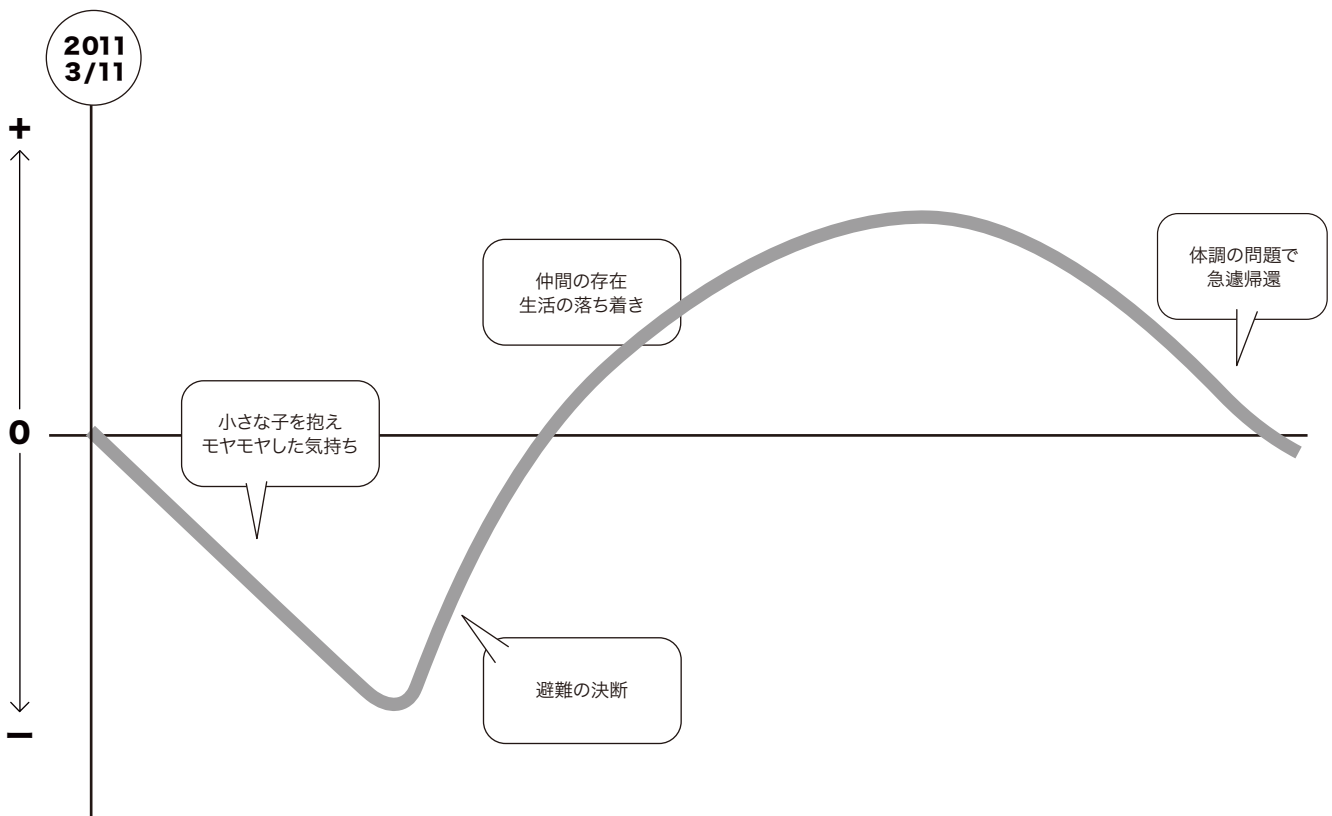 2011
3/11
+
仲間の存在
生活の落ち着き
体調の問題で
急遽帰還
小さな子を抱え
モヤモヤした気持ち
0
避難の決断
−